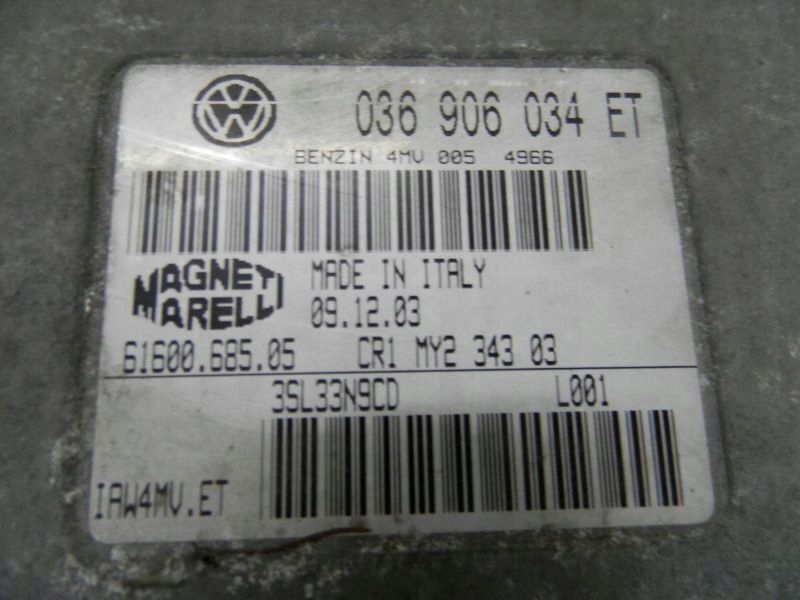 VW 036 906 034 ET
BENZIN 4MV 005 4966
MAGNETI MARELLI
MADE IN ITALY
09.12.03
61600.685.05 CR1 MY2 343 03
3SL33N9CD L001
IAW4MV.ET